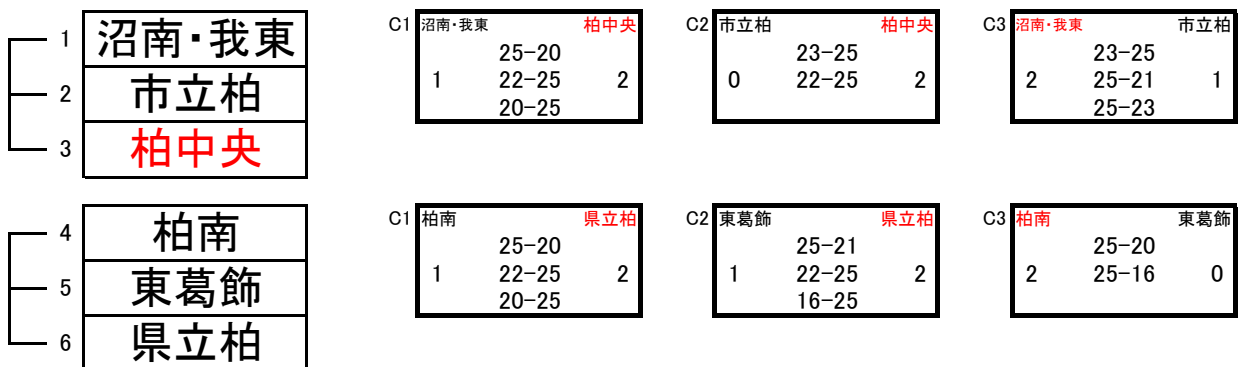 1 沼南・我東
2 市立柏
3 柏中央
C1 沼南・我東 柏中央
25-20
1 22-25 2
20-25
C2 市立柏 柏中央
23-25
0 22-25 2
C3 沼南・我東 市立柏
23-25
2 25-21 1
25-23
4 柏南
5 東葛飾
6 県立柏
C1 柏南 県立柏
25-20
1 22-25 2
20-25
C2 東葛飾 県立柏
25-21
1 22-25 2
16-25
C3 柏南 東葛飾
25-20
2 25-16 0